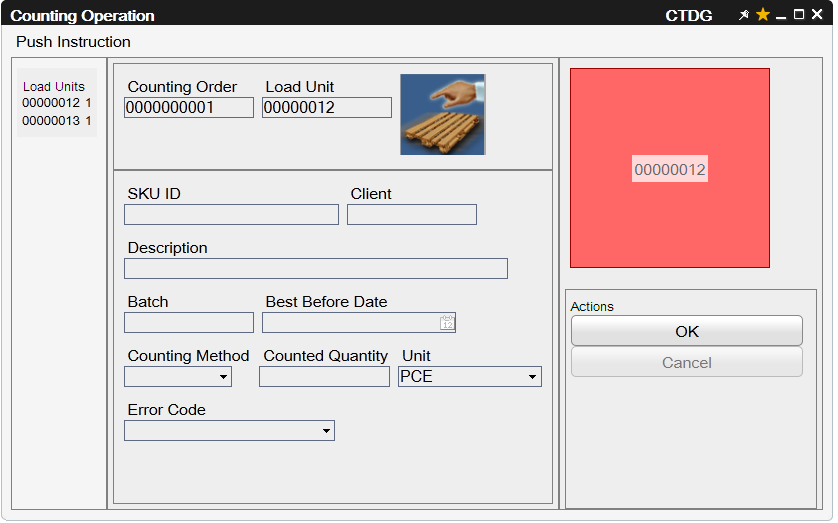 Counting Operation CTDG
Push Instruction
Load Units
00000012 1
00000013 1
Counting Order Load Unit
0000000001 00000012
SKU ID Client
Description
Batch Best Before Date
12
Counting Method Counted Quantity Unit
PCE
Error Code
00000012
Actions
OK
Cancel